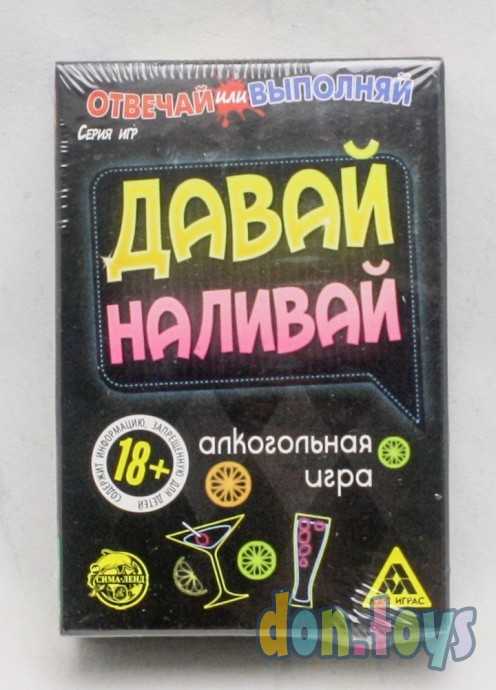 ОТВЕЧАЙ или ВЫПОЛНЯЙ
Серия игр
ДАВАЙ
НАЛИВАЙ
СОДЕРЖИТ ИНФОРМАЦИЮ, ЗАПРЕЩЕННУЮ ДЛЯ ДЕТЕЙ
18+
алкогольная
игра
СИМА-ЛЕНД
ИГРАС
don.toys